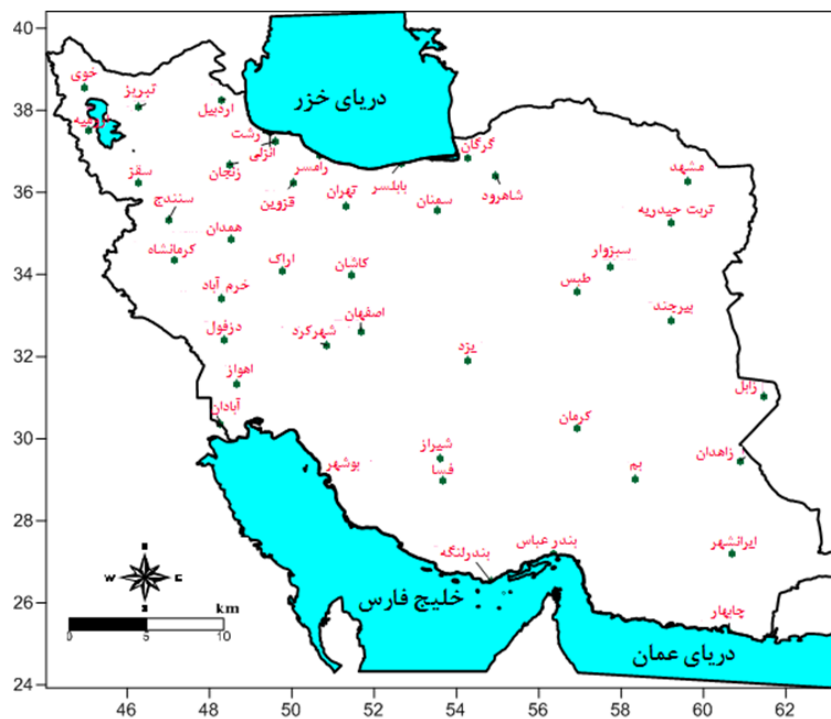 40
38
36
34
32
30
28
26
24
46
48
50
52
54
56
58
60
62
دریای خزر
خوی
تبریز
ارومیه
اردبیل
رشت
انزلی
زنجان
رامسر
قزوین
بابلسر
گرگان
شاهرود
مشهد
تربت حیدریه
سقز
سنندج
همدان
تهران
سمنان
کرمانشاه
اراک
کاشان
سبزوار
طبس
خرم آباد
بیرجند
دزفول
شهرکرد
اصفهان
یزد
اهواز
زابل
آبادان
کرمان
شیراز
بوشهر
فسا
بم
زاهدان
بندرلنگه
بندر عباس
ایرانشهر
چابهار
خلیج فارس
دریای عمان
W
E
km
0
5
10